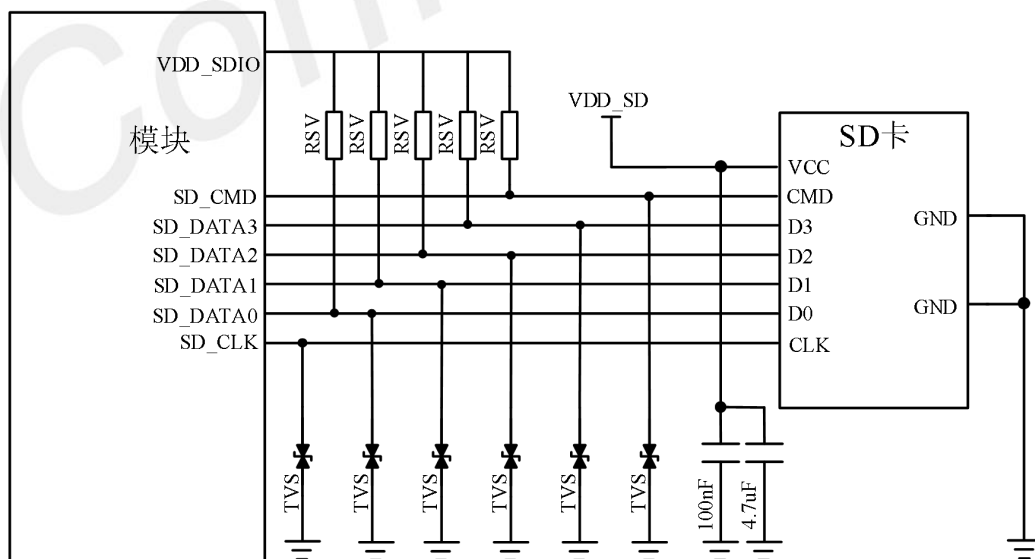 VDD_SDIO
模块
SD_CMD
SD_DATA3
SD_DATA2
SD_DATA1
SD_DATA0
SD_CLK
RSV
RSV
RSV
RSV
RSV
VDD_SD
SD卡
VCC
CMD
D3
D2
D1
D0
CLK
GND
GND
TVS
TVS
TVS
TVS
TVS
TVS
100nF
4.7uF